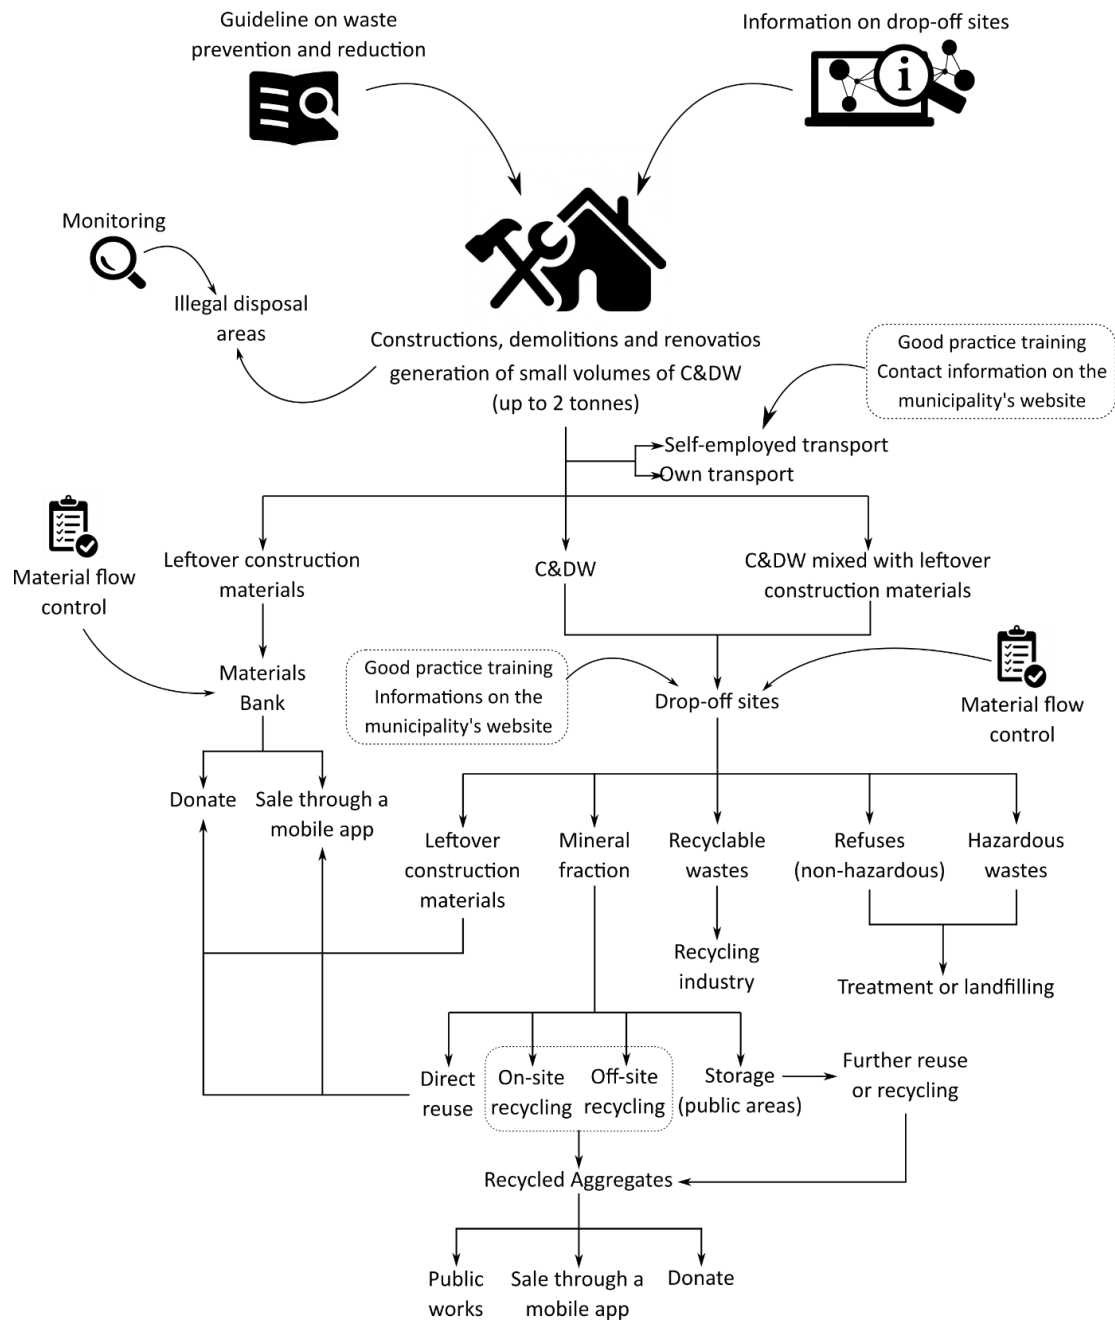 Guideline on waste
prevention and reduction
Information on drop-off sites
i
Monitoring
Illegal disposal
areas
Constructions, demolitions and renovatios
generation of small volumes of C&DW
(up to 2 tonnes)
Good practice training
Contact information on the
municipality's website
Self-employed transport
Own transport
Material flow
control
Leftover construction
materials
C&DW
C&DW mixed with leftover
construction materials
Materials
Bank
Good practice training
Informations on the
municipality's website
Drop-off sites
Material flow
control
Donate
Sale through a
mobile app
Leftover
construction
materials
Mineral
fraction
Recyclable
wastes
Refuses
(non-hazardous)
Hazardous
wastes
Recycling
industry
Treatment or landfilling
Direct
reuse
On-site
recycling
Off-site
recycling
Storage
(public areas)
Further reuse
or recycling
Recycled Aggregates
Public
works
Sale through a
mobile app
Donate